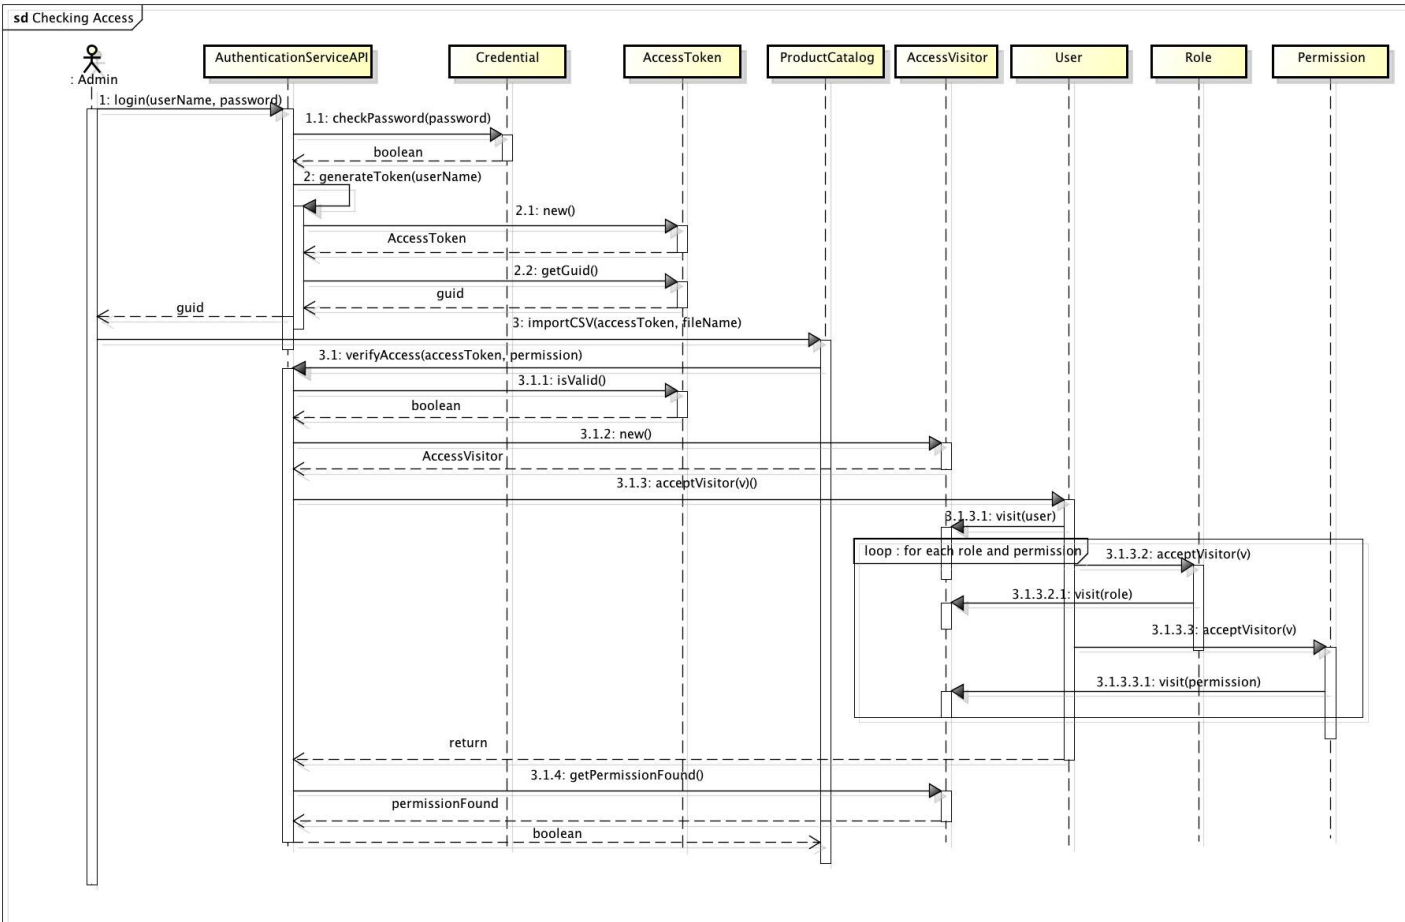 sd Checking Access
: Admin
AuthenticationServiceAPI
Credential
AccessToken
ProductCatalog
AccessVisitor
User
Role
Permission
1: login(userName, password)
1.1: checkPassword(password)
boolean
2: generateToken(userName)
2.1: new()
AccessToken
2.2: getGuid()
guid
guid
3: importCSV(accessToken, fileName)
3.1: verifyAccess(accessToken, permission)
3.1.1: isValid()
boolean
3.1.2: new()
AccessVisitor
3.1.3: acceptVisitor(v)()
3.1.3.1: visit(user)
loop : for each role and permission
3.1.3.2: acceptVisitor(v)
3.1.3.2.1: visit(role)
3.1.3.3: acceptVisitor(v)
3.1.3.3.1: visit(permission)
return
3.1.4: getPermissionFound()
permissionFound
boolean